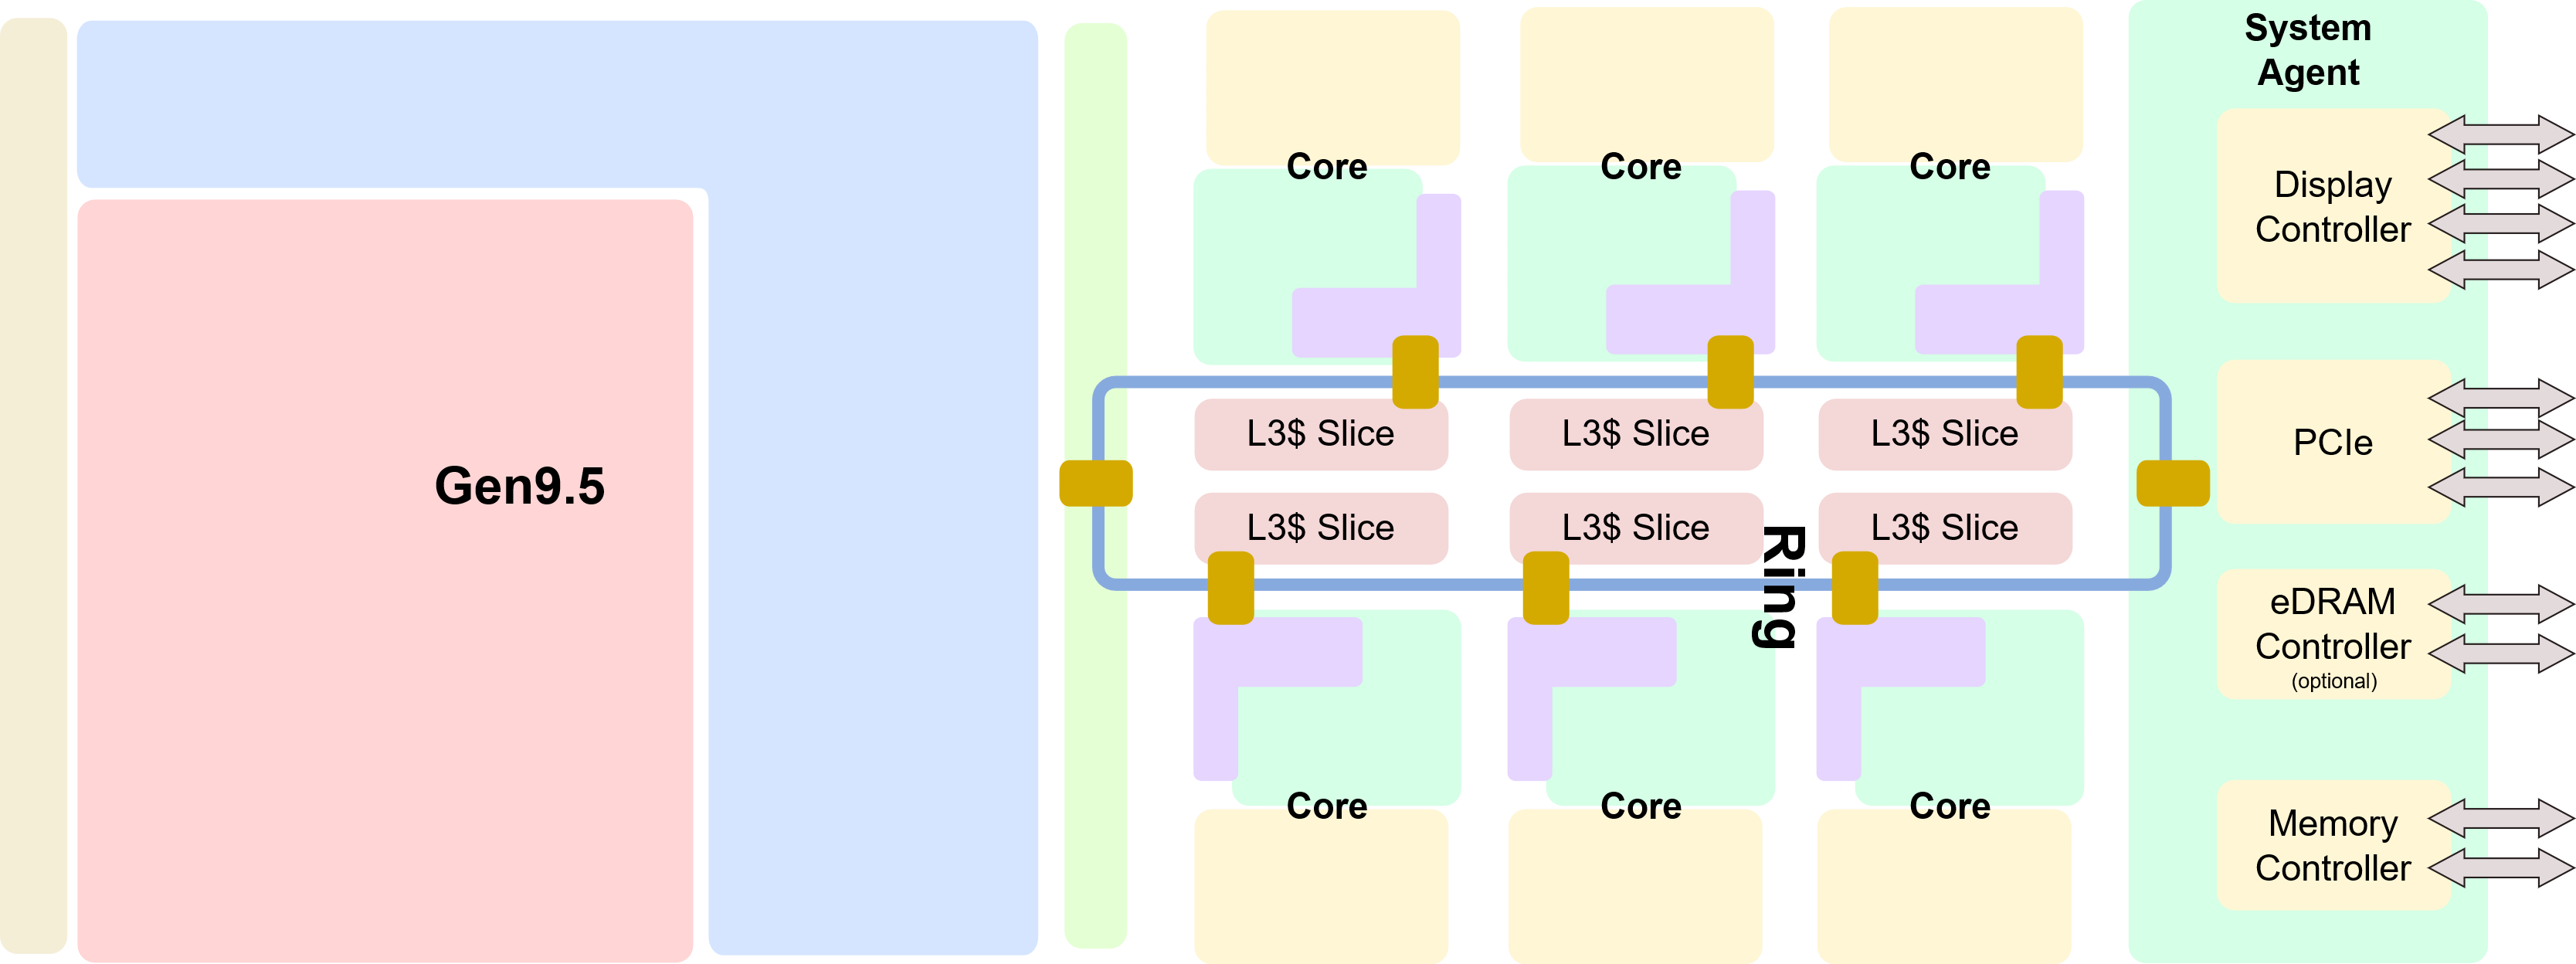 System
Agent
Core
Core
Core
Display
Controller
L3$ Slice
L3$ Slice
L3$ Slice
PCIe
Gen9.5
L3$ Slice
L3$ Slice
L3$ Slice
Ring
eDRAM
Controller
(optional)
Core
Core
Core
Memory
Controller